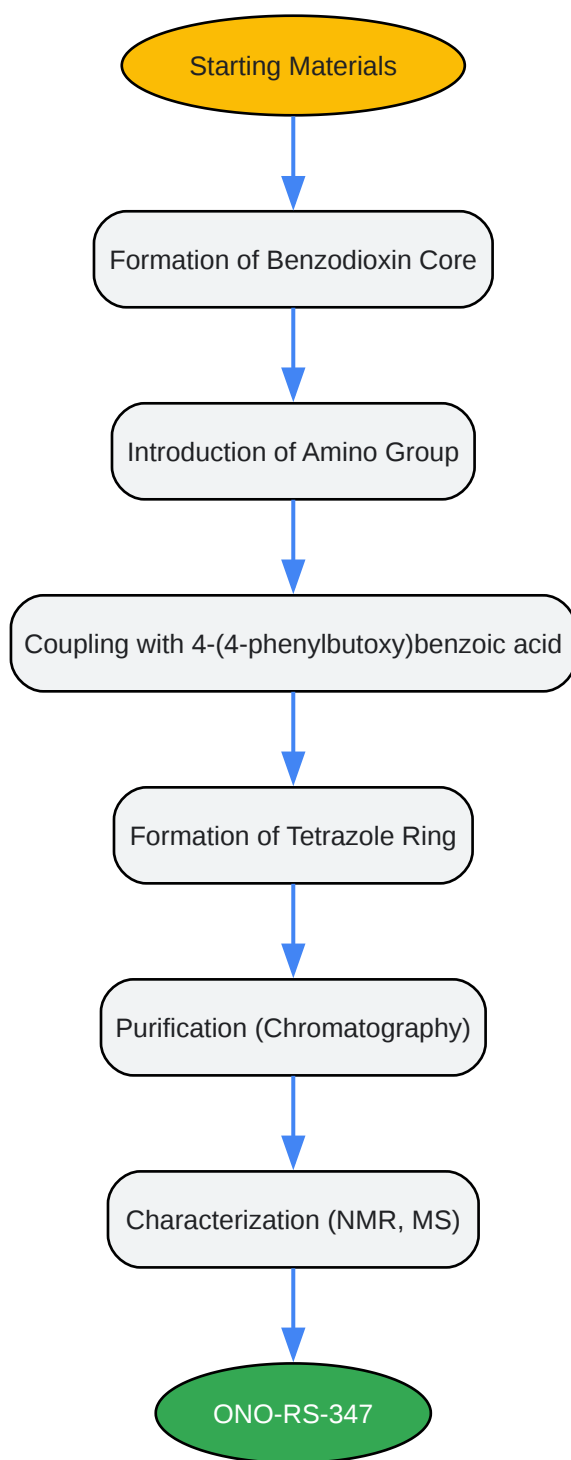 Starting Materials
Formation of Benzodioxin Core
Introduction of Amino Group
Coupling with 4-(4-phenylbutoxy)benzoic acid
Formation of Tetrazole Ring
Purification (Chromatography)
Characterization (NMR, MS)
ONO-RS-347